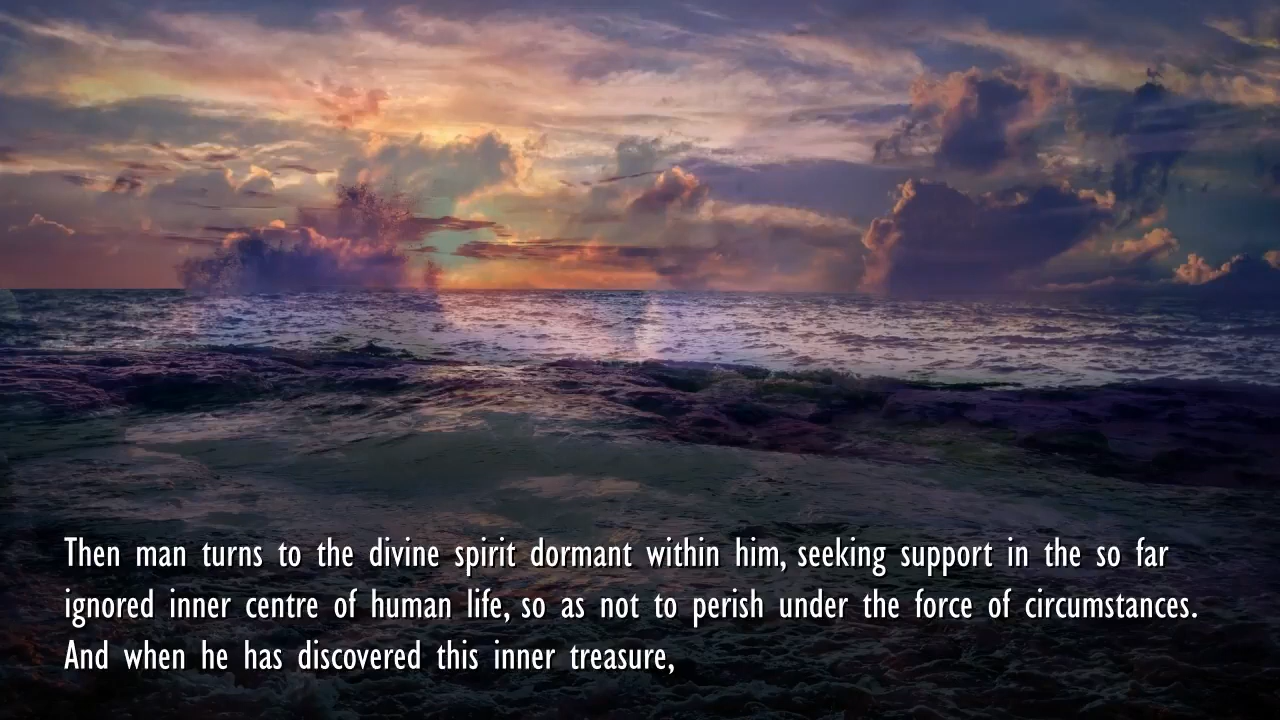 Then man turns to the divine spirit dormant within him, seeking support in the so far
ignored inner centre of human life, so as not to perish under the force of circumstances.
And when he has discovered this inner treasure,